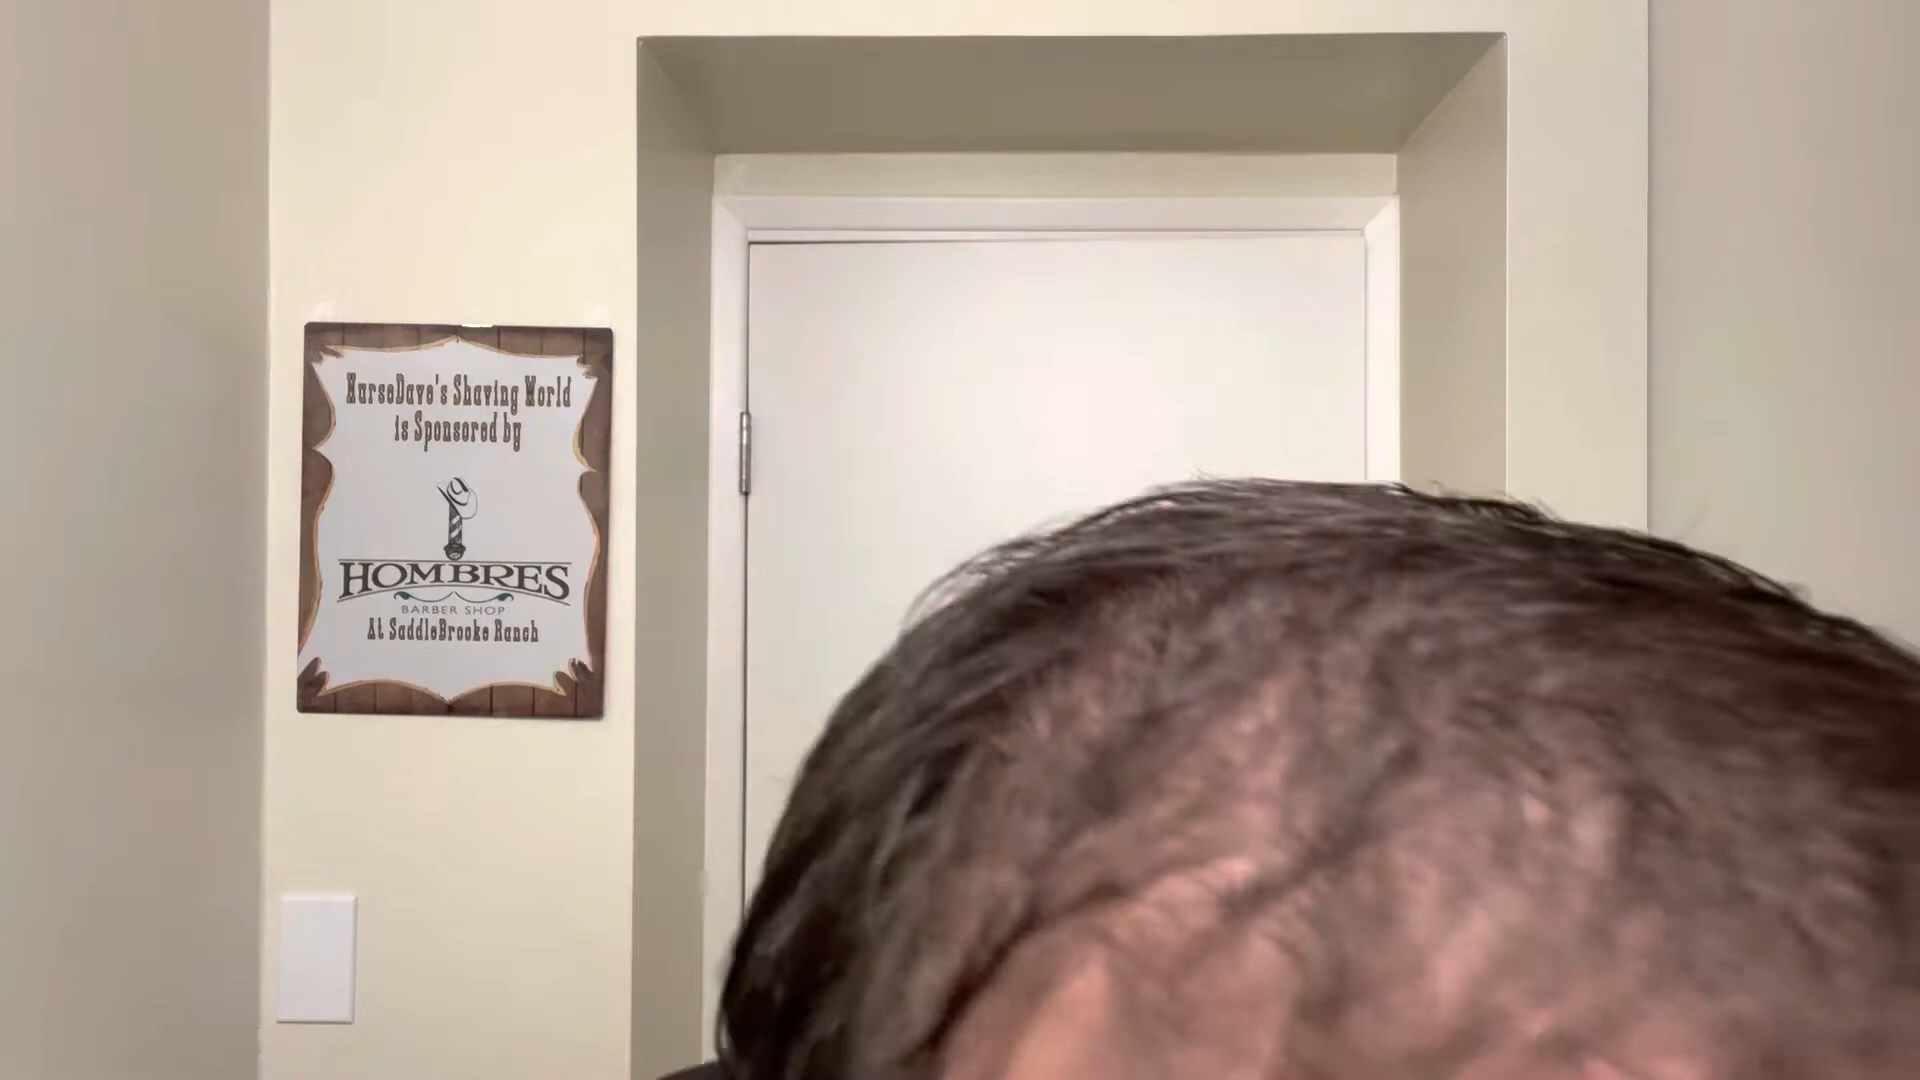 NurseDave's Shaving World
is Sponsored by
HOMBRES
BARBER SHOP
At SaddleBrooke Ranch